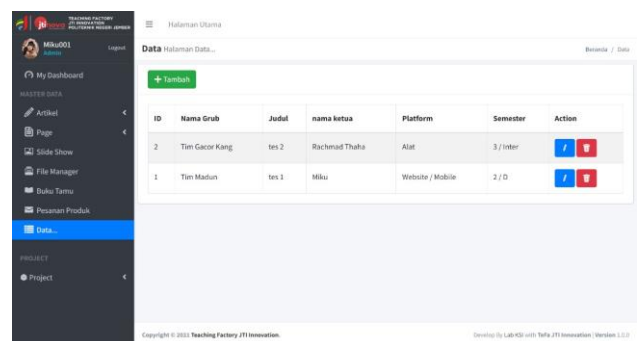 TEACHING FACTORY
JTI INNOVATION
POLITEKNIK NEGERI JEMBER
Halaman Utama
Miku001
Admin
Logout
Data Halaman Data...
Beranda / Data
My Dashboard
+ Tambah
MASTER DATA
Artikel
Page
Slide Show
File Manager
Buku Tamu
Pesanan Produk
Data...
PROJECT
Project
ID Nama Grub Judul nama ketua Platform Semester Action
2 Tim Gacor Kang tes 2 Rachmad Thaha Alat 3 / Inter
1 Tim Madun tes 1 Miku Website / Mobile 2 / D
Copyright © 2021 Teaching Factory JTI Innovation.
Develop By Lab KSI with TeFa JTI Innovation | Version 1.0.0